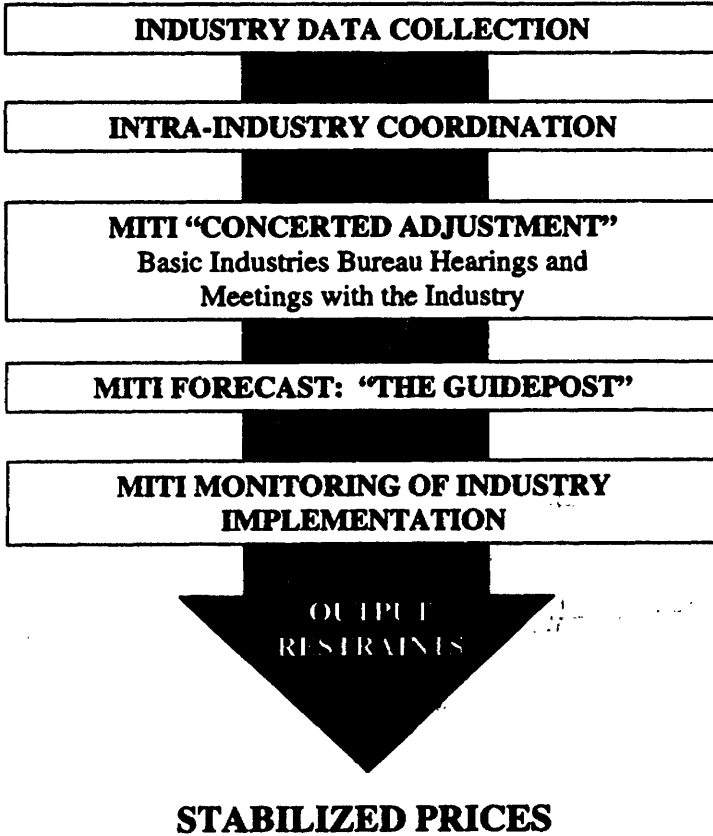 INDUSTRY DATA COLLECTION
INTRA-INDUSTRY COORDINATION
MITI “CONCERTED ADJUSTMENT”
Basic Industries Bureau Hearings and
Meetings with the Industry
MITI FORECAST: “THE GUIDEPOST”
MITI MONITORING OF INDUSTRY
IMPLEMENTATION
OUTPUT
RESTRAINTS
STABILIZED PRICES